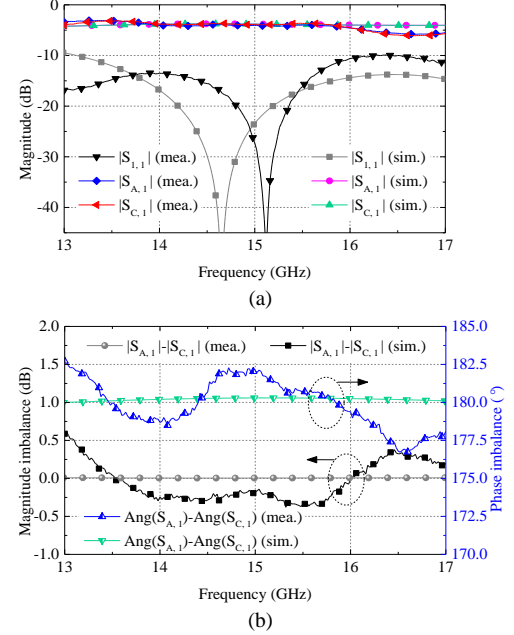 0
-10
-20
-30
-40
Magnitude (dB)
|S1, 1| (mea.) |S1, 1| (sim.)
|SA, 1| (mea.) |SA, 1| (sim.)
|SC, 1| (mea.) |SC, 1| (sim.)
13 14 15 16 17
Frequency (GHz)
(a)
2.0 185.0
1.5 182.5
1.0 180.0
0.5 177.5
0.0 175.0
-0.5 172.5
-1.0 170.0
Magnitude imbalance (dB)
Phase imbalance (°)
|SA, 1|-|SC, 1| (mea.) |SA, 1|-|SC, 1| (sim.)
Ang(SA, 1)-Ang(SC, 1) (mea.)
Ang(SA, 1)-Ang(SC, 1) (sim.)
13 14 15 16 17
Frequency (GHz)
(b)